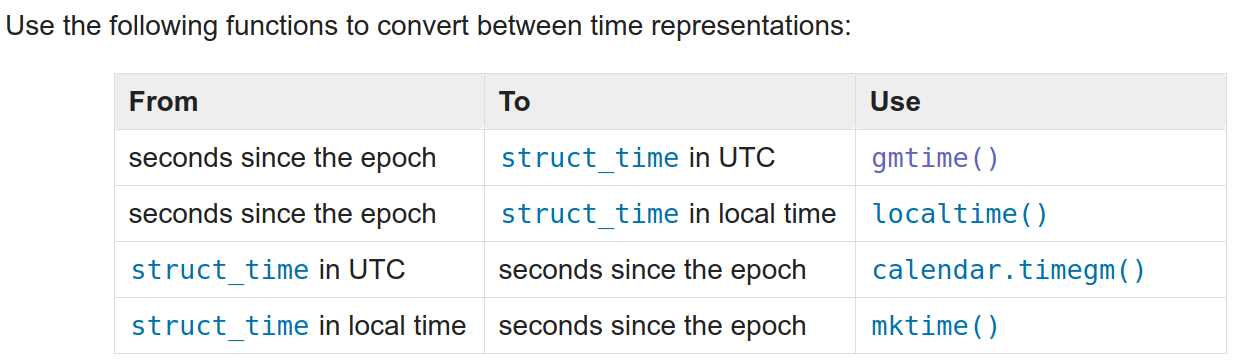 Use the following functions to convert between time representations:
From To Use
seconds since the epoch struct_time in UTC gmtime()
seconds since the epoch struct_time in local time localtime()
struct_time in UTC seconds since the epoch calendar.timegm()
struct_time in local time seconds since the epoch mktime()